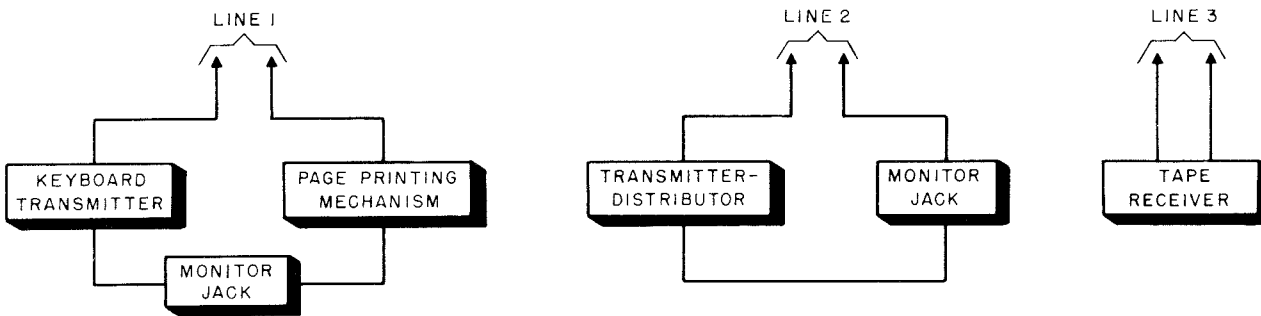 LINE 1
KEYBOARD
TRANSMITTER
PAGE PRINTING
MECHANISM
MONITOR
JACK
LINE 2
TRANSMITTER-
DISTRIBUTOR
MONITOR
JACK
LINE 3
TAPE
RECEIVER